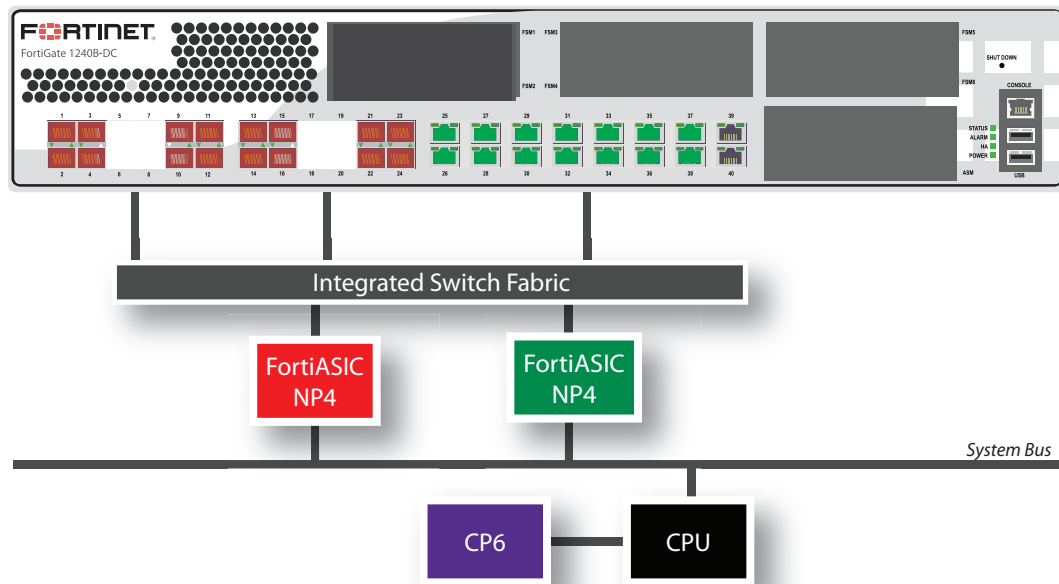 FORTINET
FortiGate 1240B-DC
FSM1 FSM3
FSM5
SHUT DOWN
FSM2 FSM4
FSM6
CONSOLE
1 3 5 7 9 11 13 15 17 19 21 23 25 27 29 31 33 35 37 39
STATUS
ALARM
HA
POWER
2 4 6 8 10 12 14 16 18 20 22 24 26 28 30 32 34 36 38 40
ASM
USB
Integrated Switch Fabric
FortiASIC
NP4
FortiASIC
NP4
System Bus
CP6
CPU